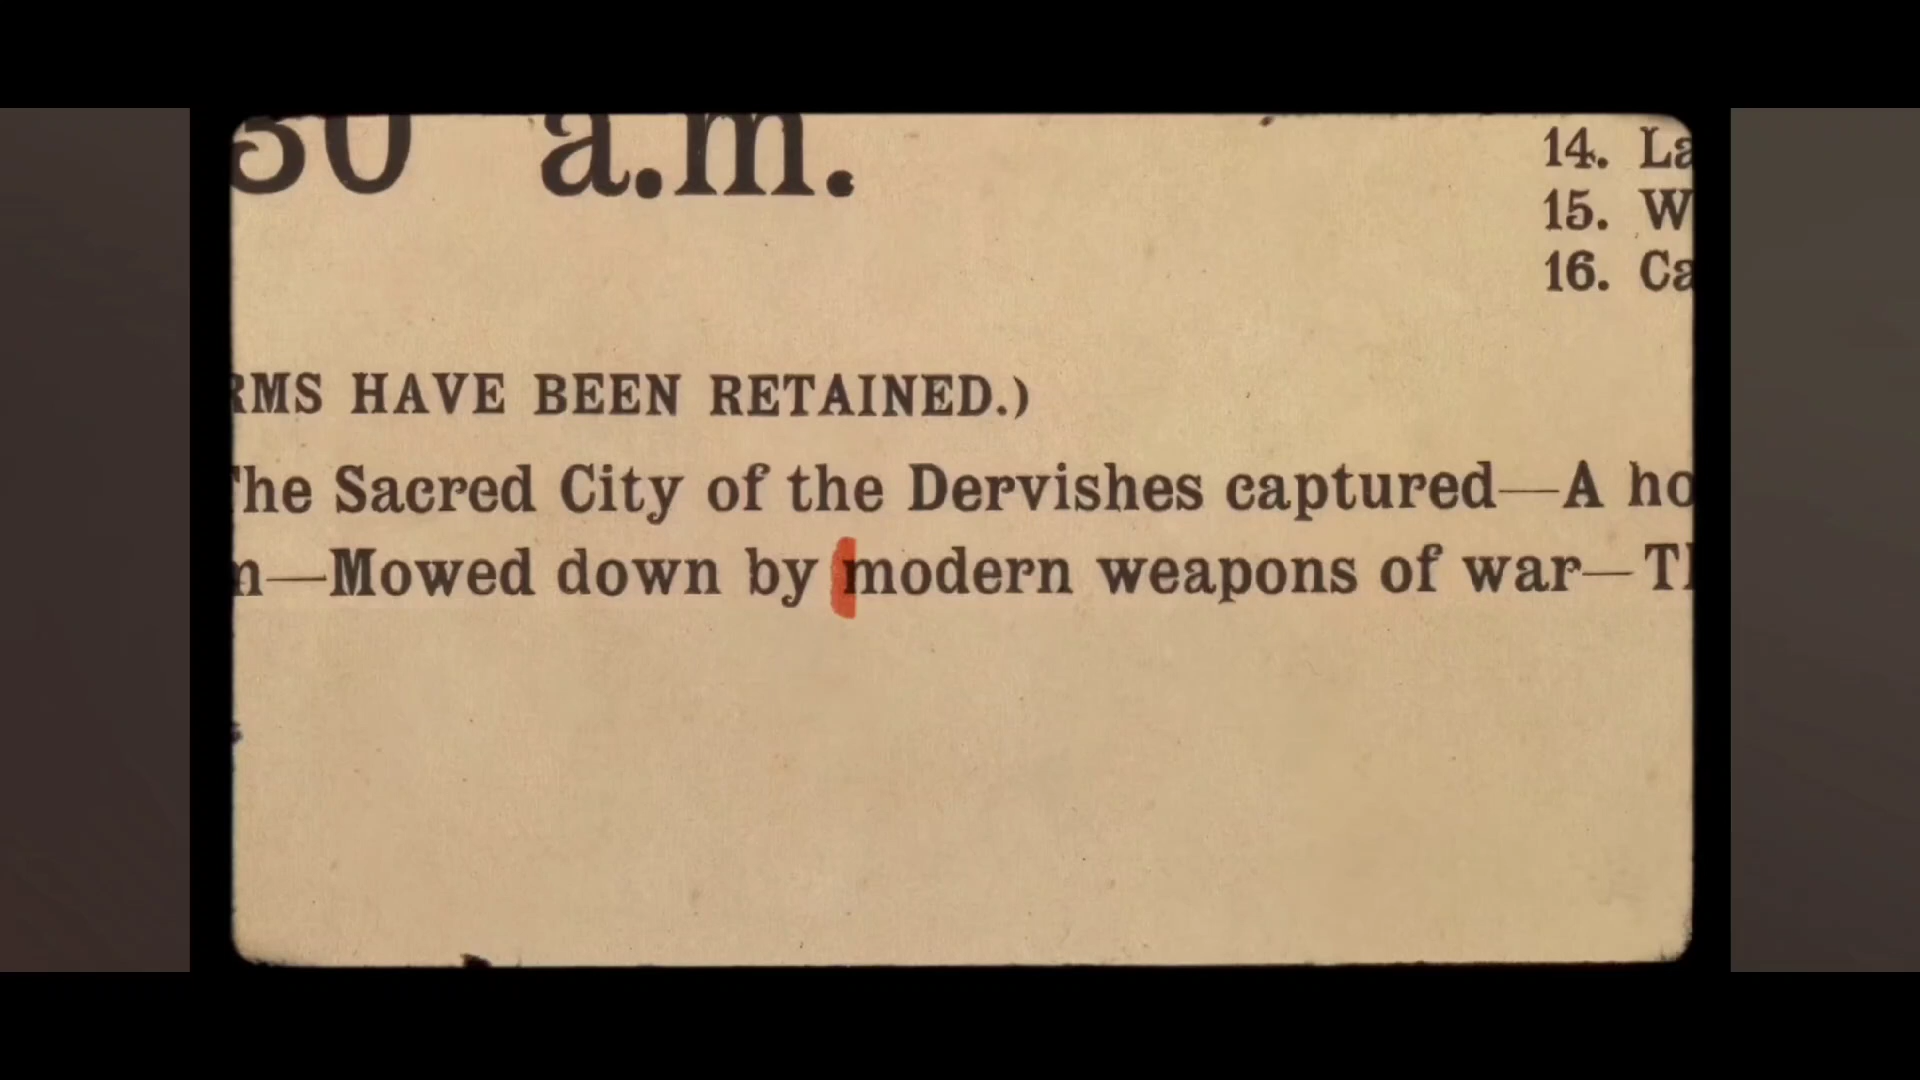 30 a.m.
14. La
15. W
16. Ca
RMS HAVE BEEN RETAINED.)
The Sacred City of the Dervishes captured—A ho
n—Mowed down by modern weapons of war—Th